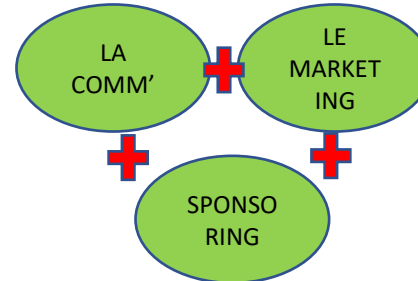 LA
COMM'
LE
MARKET
ING
SPONSO
RING